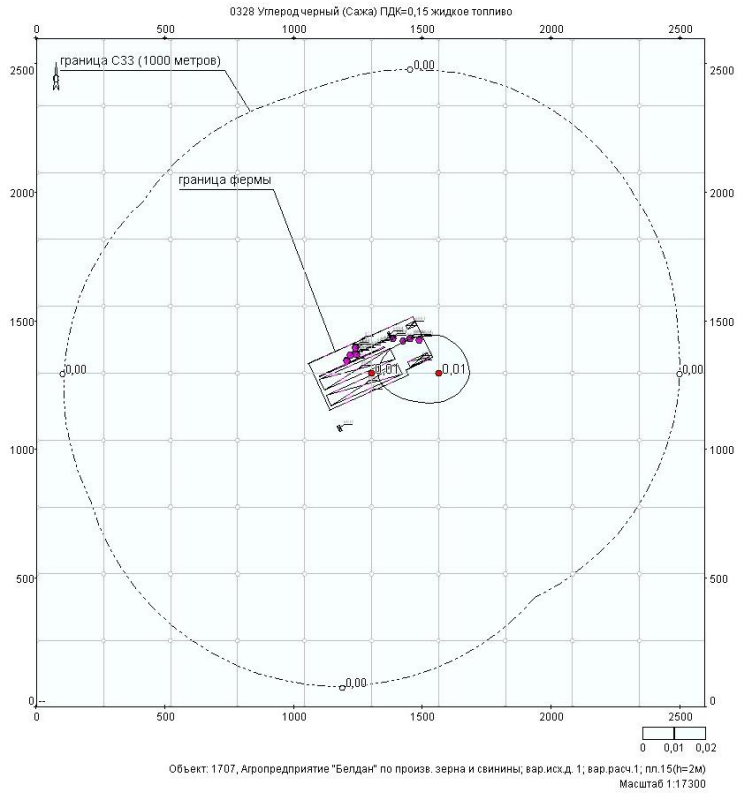 0328 Углерод черный (Сажа) ПДК=0,15 жидкое топливо
0 500 1000 1500 2000 2500
2500 2500
граница СЗЗ (1000 метров)
0,00
2000 2000
граница фермы
1500 1500
0,00 0,01 0,01 0,00
1000 1000
500 500
0,00
0 0
0 500 1000 1500 2000 2500
0 0,01 0,02
Объект: 1707, Агропредприятие "Белдан" по произв. зерна и свинины; вар.исх.д. 1; вар.расч.1; пл.15(h=2м)
Масштаб 1:17300